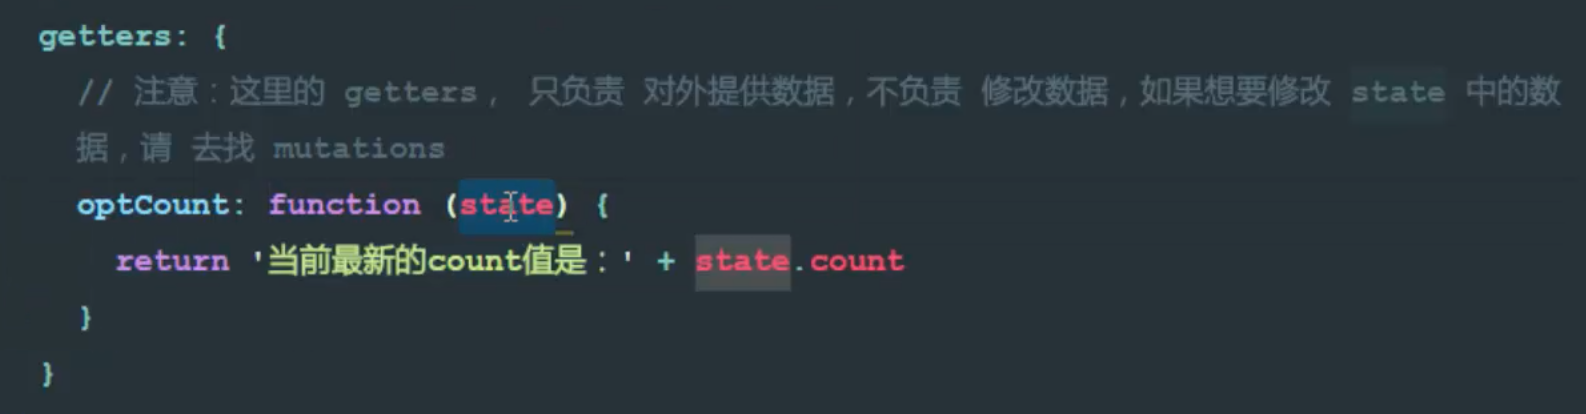 getters: {
// 注意：这里的 getters， 只负责 对外提供数据，不负责 修改数据，如果想要修改 state 中的数
据，请 去找 mutations
optCount: function (state) {
return '当前最新的count值是：' + state.count
}
}